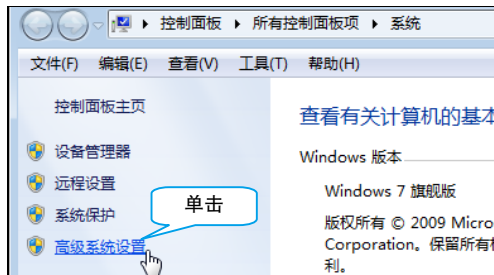 控制面板 ▸ 所有控制面板项 ▸ 系统
文件(F) 编辑(E) 查看(V) 工具(T) 帮助(H)
控制面板主页
设备管理器
远程设置
系统保护
高级系统设置
单击
查看有关计算机的基本
Windows 版本
Windows 7 旗舰版
版权所有 © 2009 Micro
Corporation。保留所有
利。